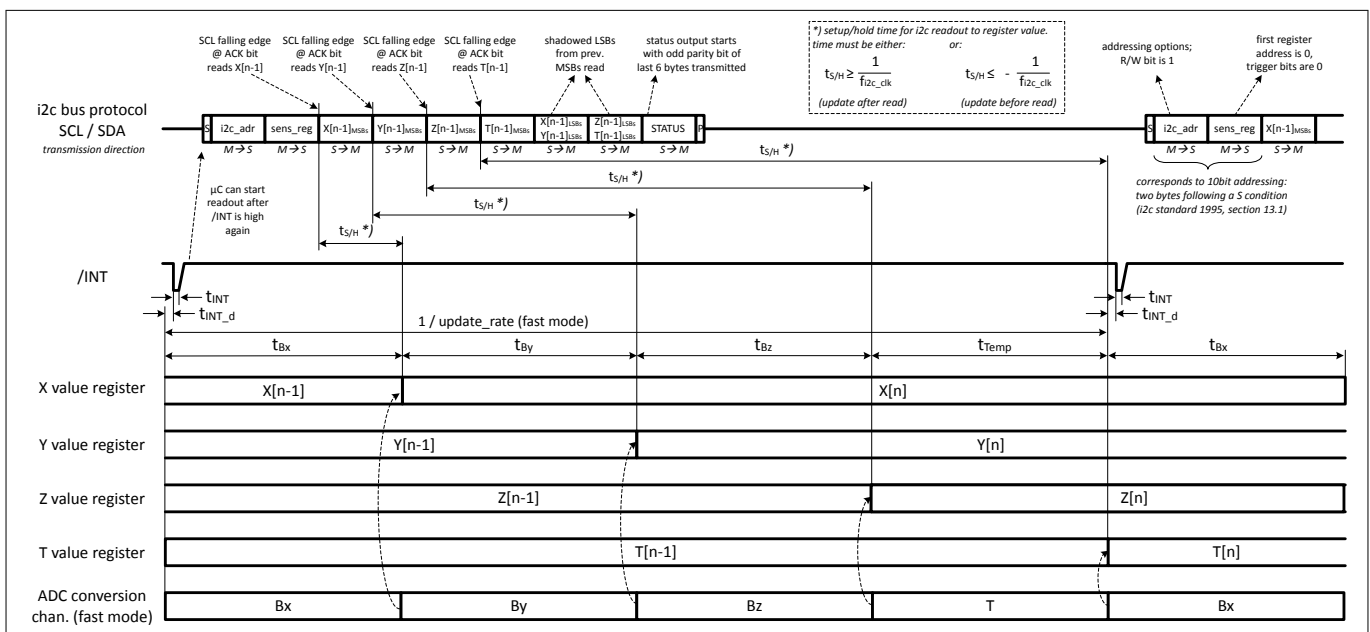 SCL falling edge
@ ACK bit
reads X[n-1]
SCL falling edge
@ ACK bit
reads Y[n-1]
SCL falling edge
@ ACK bit
reads Z[n-1]
SCL falling edge
@ ACK bit
reads T[n-1]
shadowed LSBs
from prev.
MSBs read
status output starts
with odd parity bit of
last 6 bytes transmitted
*) setup/hold time for i2c readout to register value.
time must be either: or:
tS/H ≥ 1/fi2c_clk tS/H ≤ - 1/fi2c_clk
(update after read) (update before read)
addressing options;
R/W bit is 1
first register
address is 0,
trigger bits are 0
i2c bus protocol
SCL / SDA
transmission direction
S i2c_adr sens_reg X[n-1]MSBs Y[n-1]MSBs Z[n-1]MSBs T[n-1]MSBs X[n-1]LSBs Z[n-1]LSBs STATUS P
Y[n-1]LSBs T[n-1]LSBs
S i2c_adr sens_reg X[n-1]MSBs
M→S M→S S→M S→M S→M S→M S→M S→M S→M
M→S M→S S→M
tS/H *)
tS/H *)
tS/H *)
tS/H *)
µC can start
readout after
/INT is high
again
corresponds to 10bit addressing:
two bytes following a S condition
(i2c standard 1995, section 13.1)
/INT
tINT
tINT_d
tINT
tINT_d
1 / update_rate (fast mode)
tBx tBy tBz tTemp tBx
X value register X[n-1] X[n]
Y value register Y[n-1] Y[n]
Z value register Z[n-1] Z[n]
T value register T[n-1] T[n]
ADC conversion
chan. (fast mode)
Bx By Bz T Bx